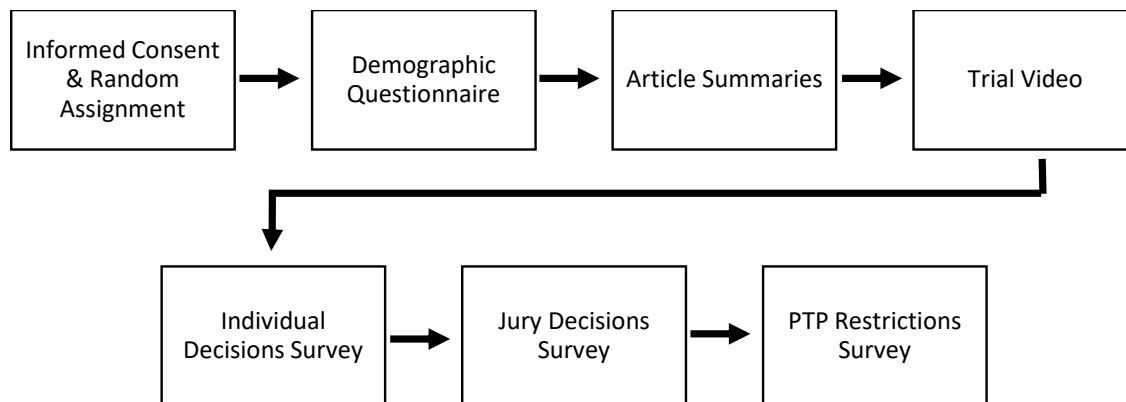 Informed Consent
& Random
Assignment
Demographic
Questionnaire
Article Summaries
Trial Video
Individual
Decisions Survey
Jury Decisions
Survey
PTP Restrictions
Survey